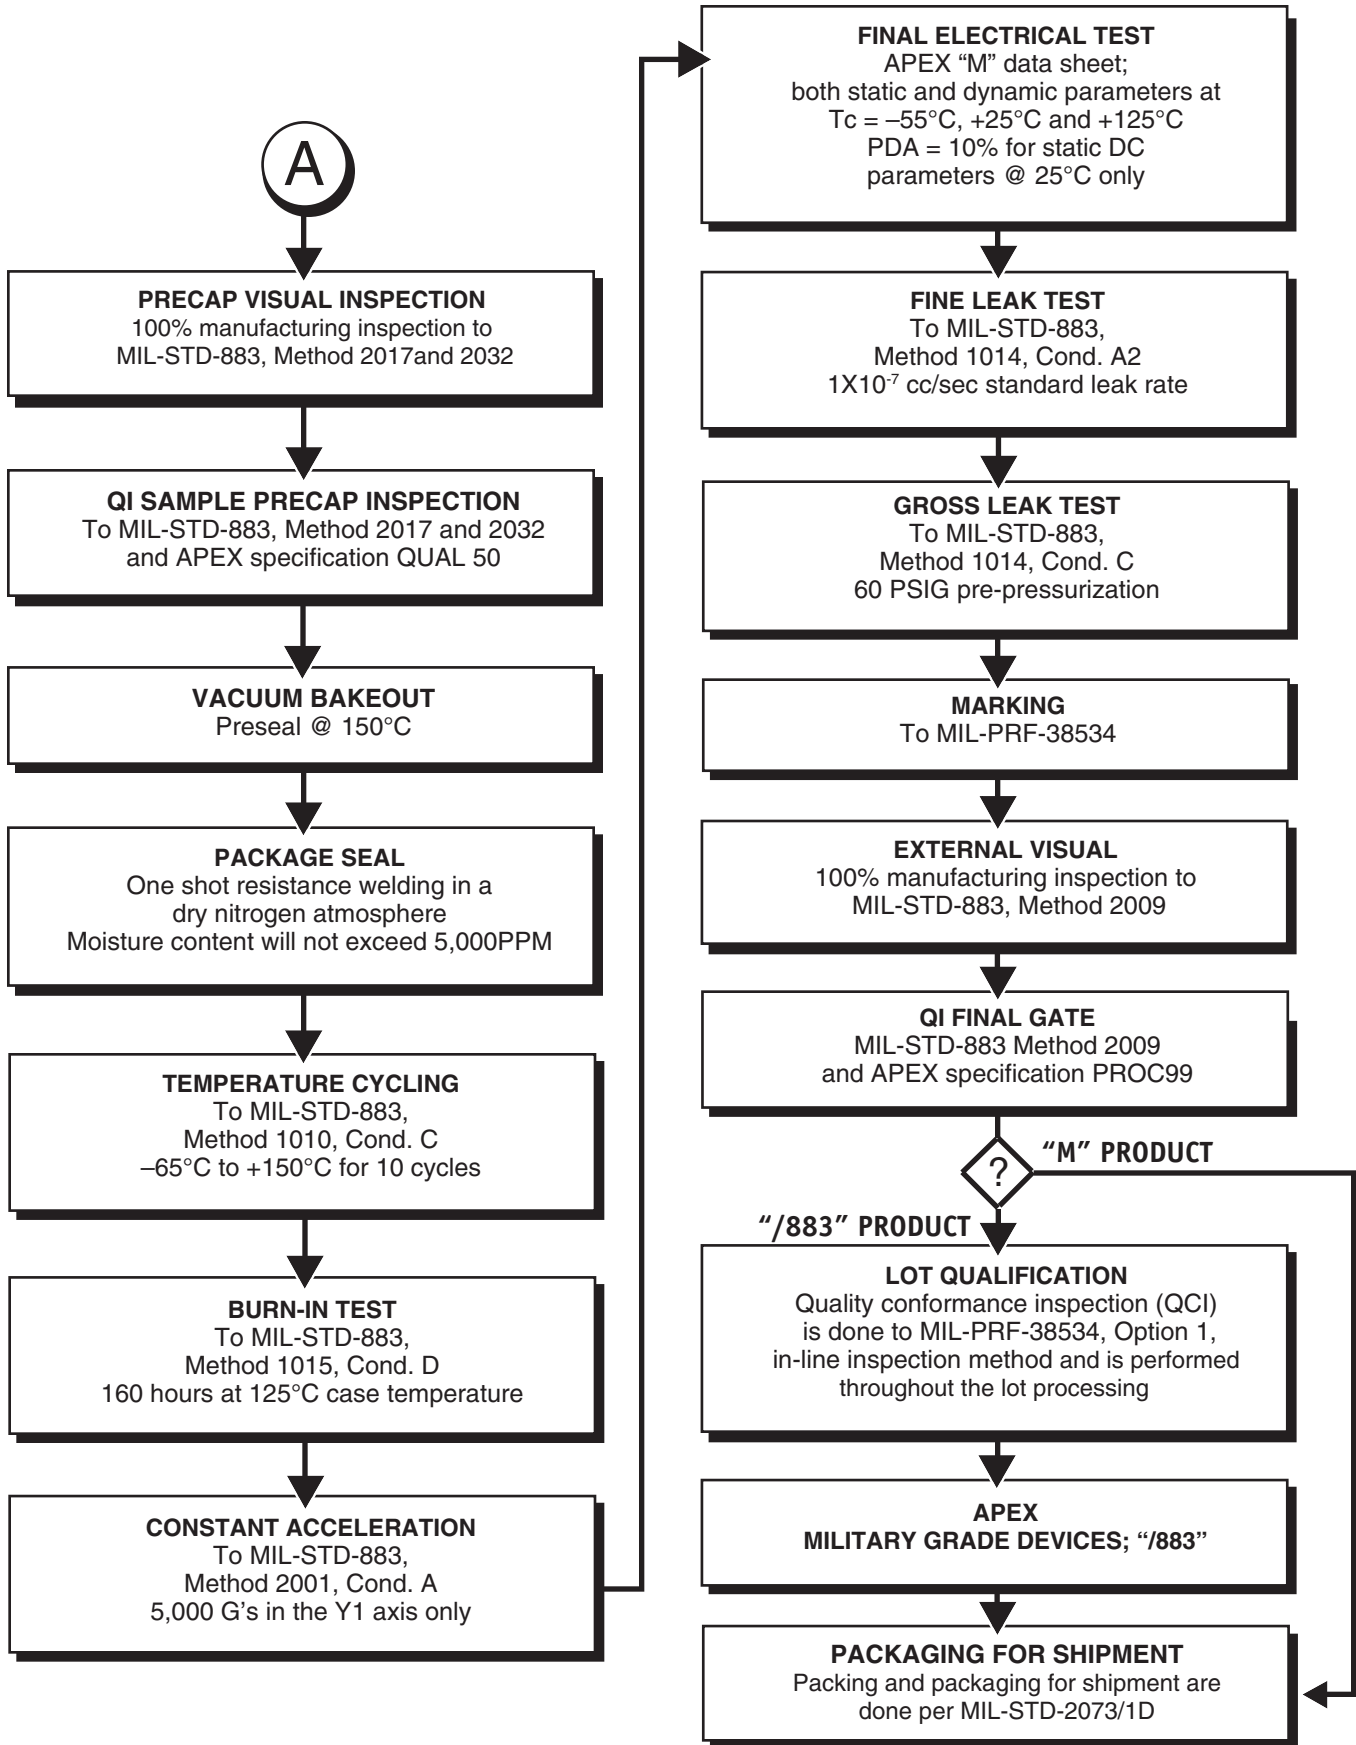 A
PRECAP VISUAL INSPECTION
100% manufacturing inspection to
MIL-STD-883, Method 2017and 2032
QI SAMPLE PRECAP INSPECTION
To MIL-STD-883, Method 2017 and 2032
and APEX specification QUAL 50
VACUUM BAKEOUT
Preseal @ 150°C
PACKAGE SEAL
One shot resistance welding in a
dry nitrogen atmosphere
Moisture content will not exceed 5,000PPM
TEMPERATURE CYCLING
To MIL-STD-883,
Method 1010, Cond. C
–65°C to +150°C for 10 cycles
BURN-IN TEST
To MIL-STD-883,
Method 1015, Cond. D
160 hours at 125°C case temperature
CONSTANT ACCELERATION
To MIL-STD-883,
Method 2001, Cond. A
5,000 G's in the Y1 axis only
FINAL ELECTRICAL TEST
APEX “M” data sheet;
both static and dynamic parameters at
Tc = –55°C, +25°C and +125°C
PDA = 10% for static DC
parameters @ 25°C only
FINE LEAK TEST
To MIL-STD-883,
Method 1014, Cond. A2
1X10⁻⁷ cc/sec standard leak rate
GROSS LEAK TEST
To MIL-STD-883,
Method 1014, Cond. C
60 PSIG pre-pressurization
MARKING
To MIL-PRF-38534
EXTERNAL VISUAL
100% manufacturing inspection to
MIL-STD-883, Method 2009
QI FINAL GATE
MIL-STD-883 Method 2009
and APEX specification PROC99
?
“M” PRODUCT
“/883” PRODUCT
LOT QUALIFICATION
Quality conformance inspection (QCI)
is done to MIL-PRF-38534, Option 1,
in-line inspection method and is performed
throughout the lot processing
APEX
MILITARY GRADE DEVICES; “/883”
PACKAGING FOR SHIPMENT
Packing and packaging for shipment are
done per MIL-STD-2073/1D